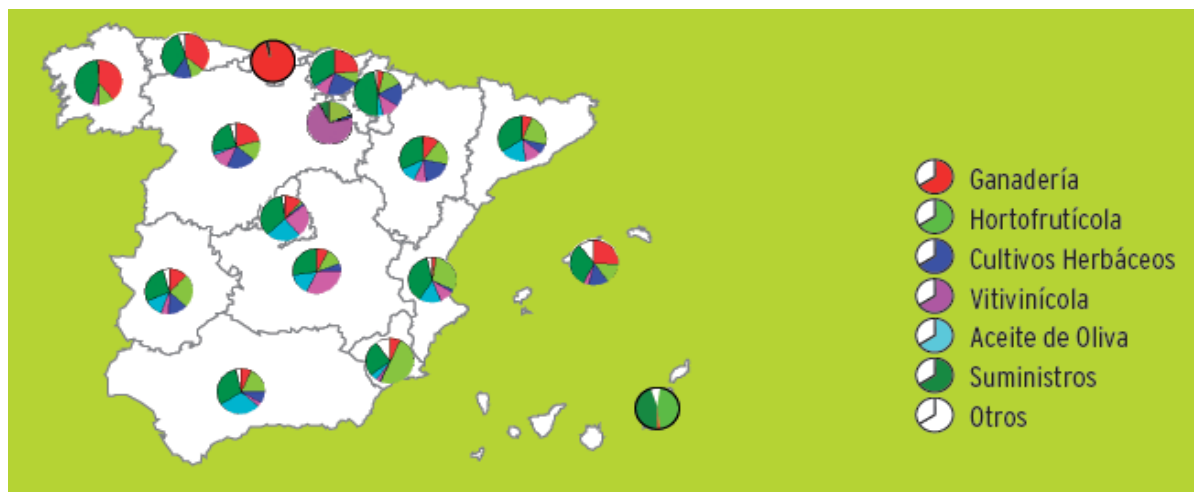 Ganadería
Hortofrutícola
Cultivos Herbáceos
Vitivinícola
Aceite de Oliva
Suministros
Otros